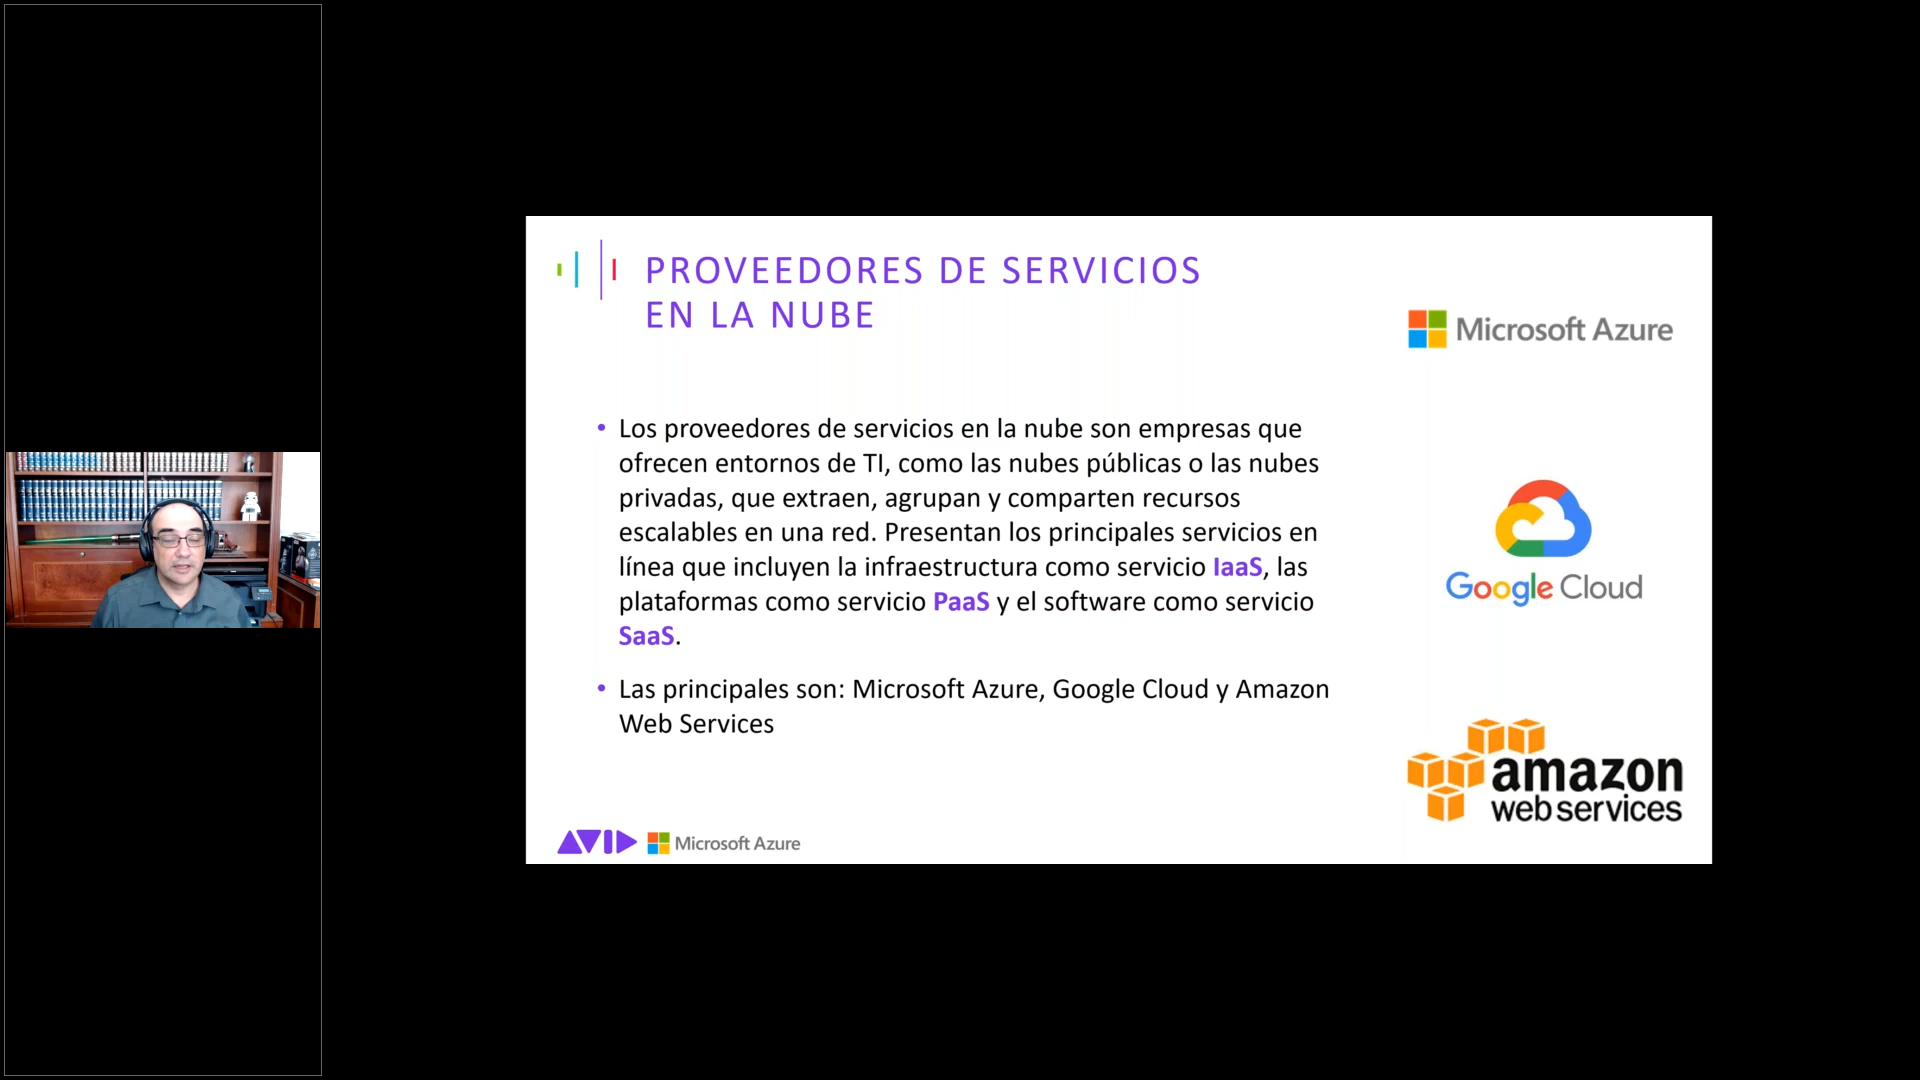 PROVEEDORES DE SERVICIOS
EN LA NUBE
Microsoft Azure
• Los proveedores de servicios en la nube son empresas que
ofrecen entornos de TI, como las nubes públicas o las nubes
privadas, que extraen, agrupan y comparten recursos
escalables en una red. Presentan los principales servicios en
línea que incluyen la infraestructura como servicio IaaS, las
plataformas como servicio PaaS y el software como servicio
SaaS.
Google Cloud
• Las principales son: Microsoft Azure, Google Cloud y Amazon
Web Services
amazon
web services
AVID Microsoft Azure